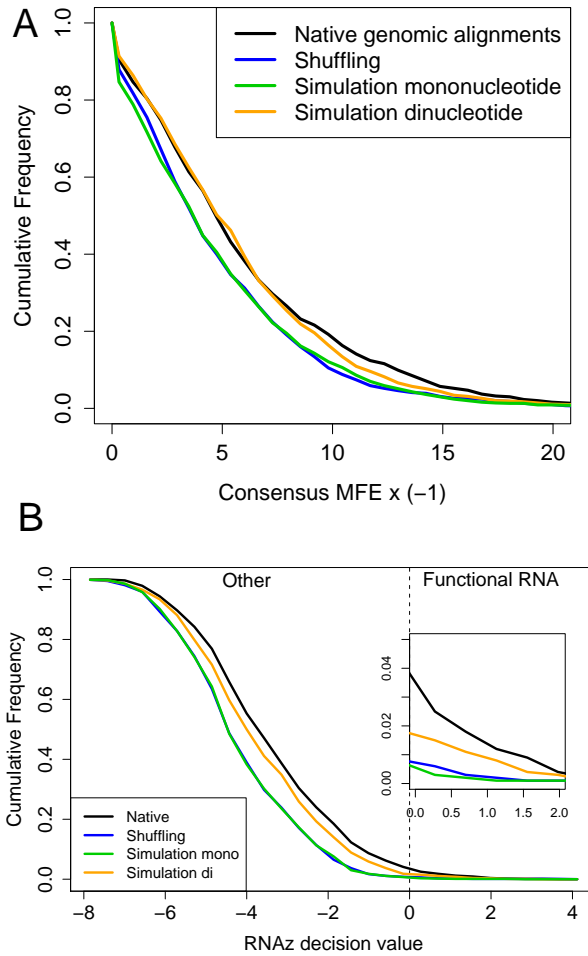 A
Native genomic alignments
Shuffling
Simulation mononucleotide
Simulation dinucleotide
Cumulative Frequency
1.0
0.8
0.6
0.4
0.2
0.0
0 5 10 15 20
Consensus MFE x (−1)
B
Other Functional RNA
Cumulative Frequency
1.0
0.8
0.6
0.4
0.2
0.0
0.04
0.02
0.00
0.0 0.5 1.0 1.5 2.0
Native
Shuffling
Simulation mono
Simulation di
−8 −6 −4 −2 0 2 4
RNAz decision value